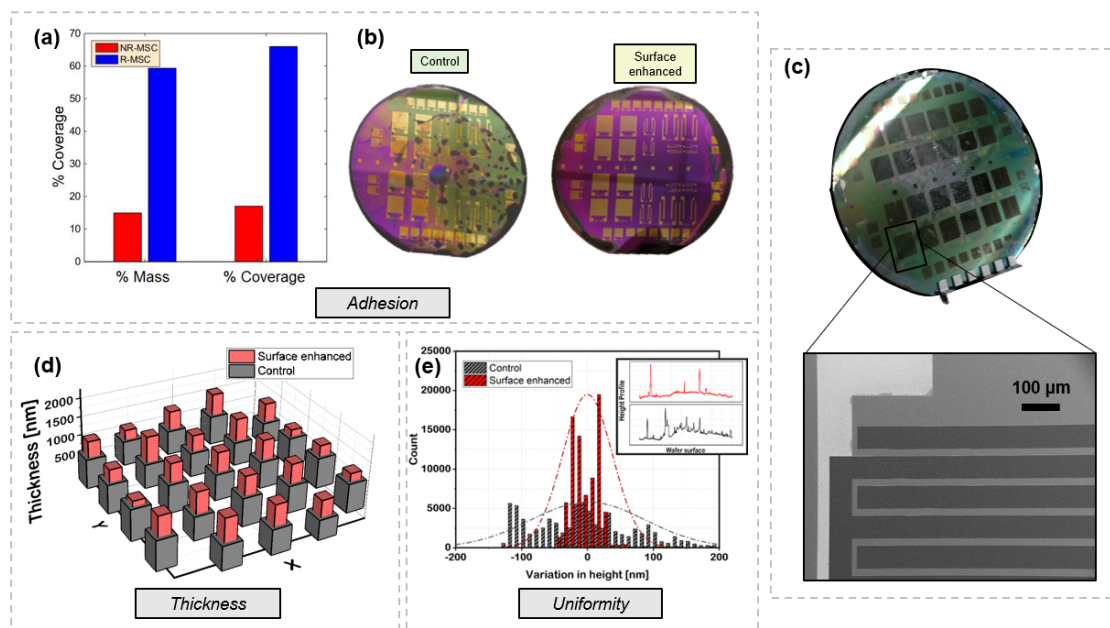 (a)
70
60
50
40
30
20
10
0
% Coverage
NR-MSC
R-MSC
% Mass
% Coverage
(b)
Control
Surface
enhanced
Adhesion
(c)
100 µm
(d)
Surface enhanced
Control
Thickness [nm]
2000
1500
1000
500
Y
X
Thickness
(e)
Control
Surface enhanced
25000
20000
15000
10000
5000
0
Count
-200
-100
0
100
200
Variation in height [nm]
Height Profile
Wafer surface
Uniformity